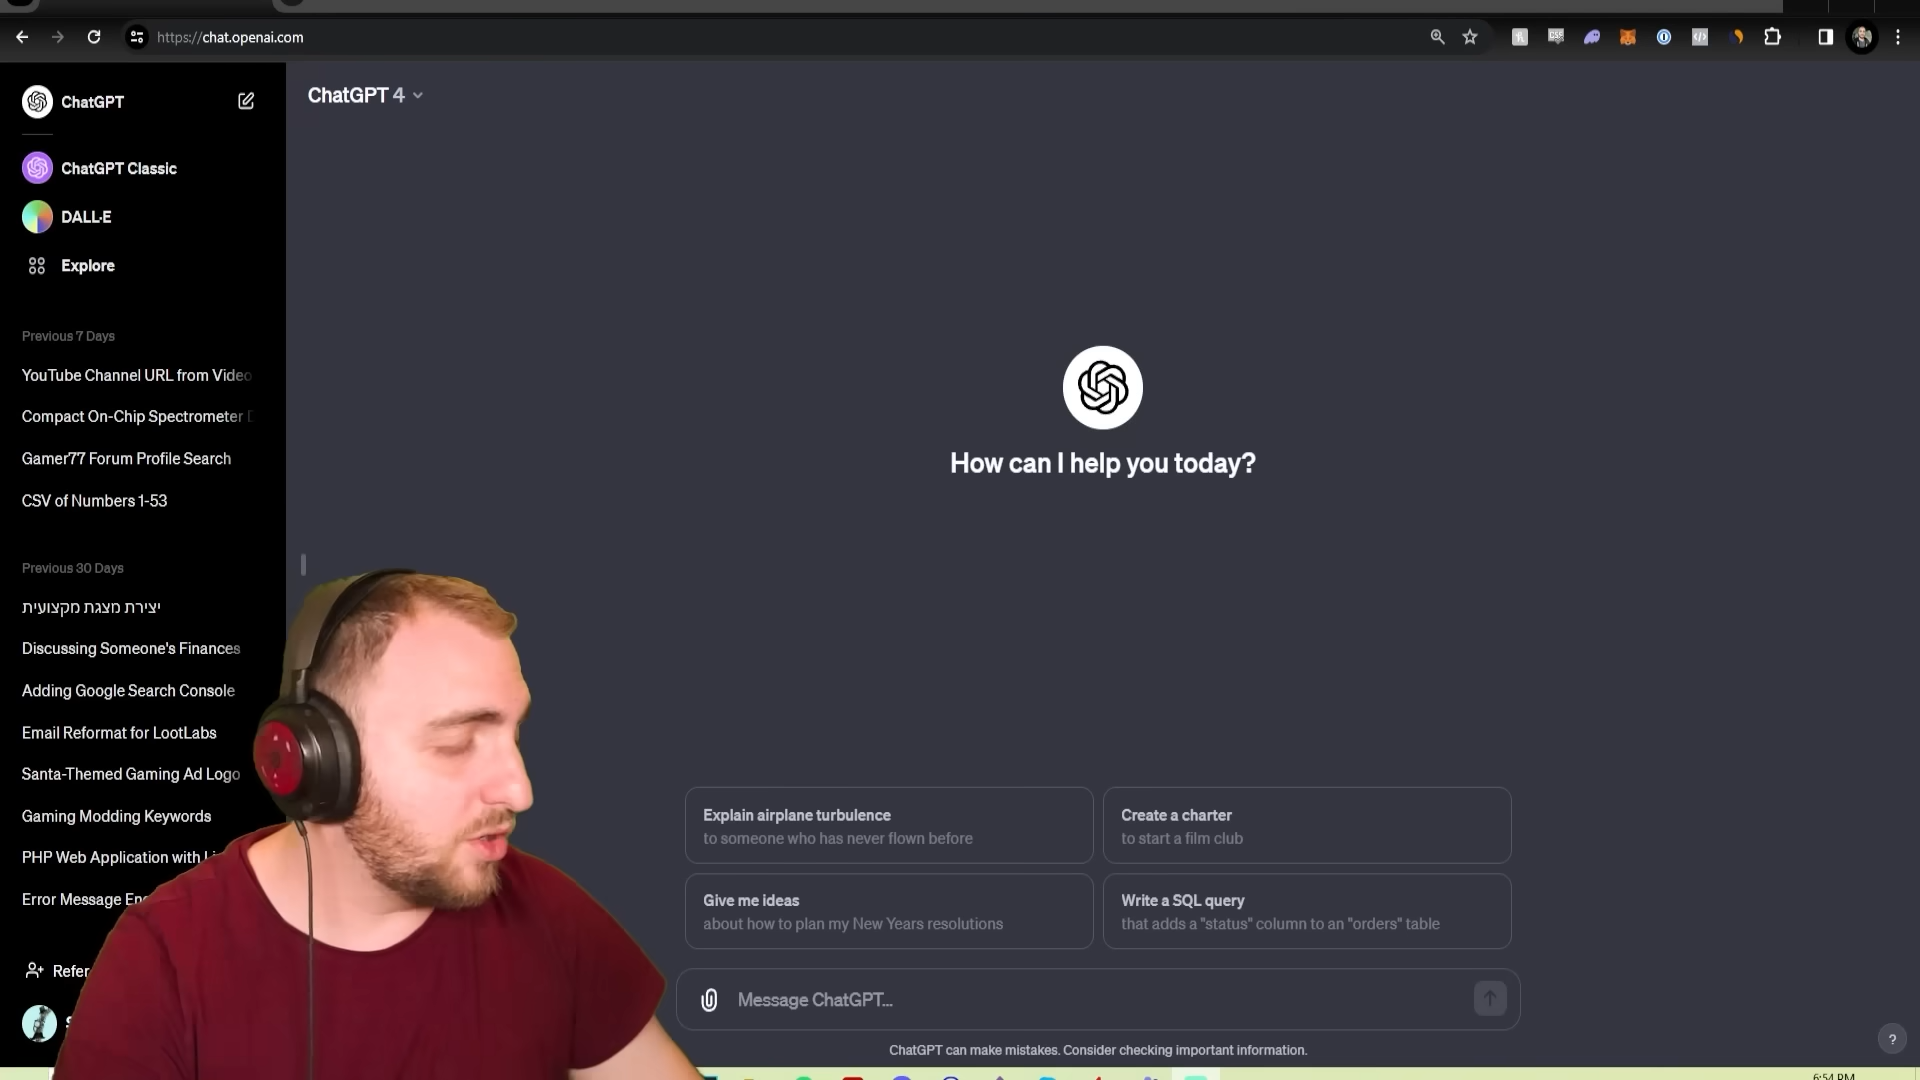 https://chat.openai.com
ChatGPT
ChatGPT 4
ChatGPT Classic
DALL·E
Explore
Previous 7 Days
YouTube Channel URL from Video
Compact On-Chip Spectrometer
Gamer77 Forum Profile Search
CSV of Numbers 1-53
Previous 30 Days
יצירת מצגת מקצועית
Discussing Someone's Finances
Adding Google Search Console
Email Reformat for LootLabs
Santa-Themed Gaming Ad Logo
Gaming Modding Keywords
PHP Web Application with
Error Message
Refer
How can I help you today?
Explain airplane turbulence
to someone who has never flown before
Create a charter
to start a film club
Give me ideas
about how to plan my New Years resolutions
Write a SQL query
that adds a "status" column to an "orders" table
Message ChatGPT...
ChatGPT can make mistakes. Consider checking important information.
?
6:54 PM